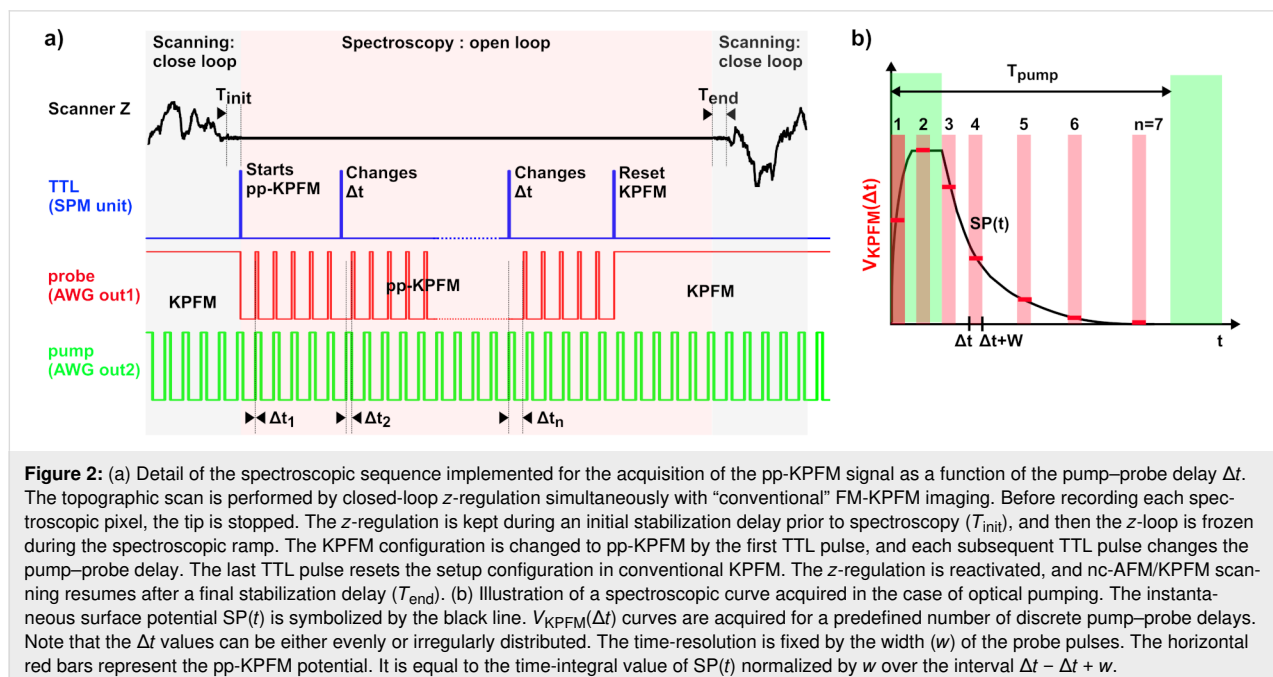 a)
Scanning:
close loop
Spectroscopy : open loop
Scanning:
close loop
Scanner Z
Tinit
Tend
TTL
(SPM unit)
Starts
pp-KPFM
Changes
Δt
Changes
Δt
Reset
KPFM
probe
(AWG out1)
KPFM
pp-KPFM
KPFM
pump
(AWG out2)
Δt1
Δt2
Δtn
b)
Tpump
1 2 3 4 5 6 n=7
VKPFM(Δt)
SP(t)
Δt Δt+W
t
Figure 2: (a) Detail of the spectroscopic sequence implemented for the acquisition of the pp-KPFM signal as a function of the pump–probe delay Δt.
The topographic scan is performed by closed-loop z-regulation simultaneously with “conventional” FM-KPFM imaging. Before recording each spec-
troscopic pixel, the tip is stopped. The z-regulation is kept during an initial stabilization delay prior to spectroscopy (Tinit), and then the z-loop is frozen
during the spectroscopic ramp. The KPFM configuration is changed to pp-KPFM by the first TTL pulse, and each subsequent TTL pulse changes the
pump–probe delay. The last TTL pulse resets the setup configuration in conventional KPFM. The z-regulation is reactivated, and nc-AFM/KPFM scan-
ning resumes after a final stabilization delay (Tend). (b) Illustration of a spectroscopic curve acquired in the case of optical pumping. The instanta-
neous surface potential SP(t) is symbolized by the black line. VKPFM(Δt) curves are acquired for a predefined number of discrete pump–probe delays.
Note that the Δt values can be either evenly or irregularly distributed. The time-resolution is fixed by the width (w) of the probe pulses. The horizontal
red bars represent the pp-KPFM potential. It is equal to the time-integral value of SP(t) normalized by w over the interval Δt − Δt + w.